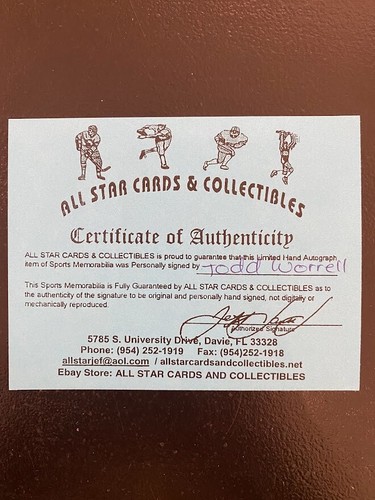 ALL STAR CARDS & COLLECTIBLES
Certificate of Authenticity
ALL STAR CARDS & COLLECTIBLES is proud to guarantee that this Limited Hand Autograph
item of Sports Memorabilia was Personally signed by Todd Worrell
This Sports Memorabilia is Fully Guaranteed by ALL STAR CARDS & COLLECTIBLES as to
the authenticity of the signature to be original and personally hand signed, not digitally or
mechanically reproduced.
Authorized Signature
5785 S. University Drive, Davie, FL 33328
Phone: (954) 252-1919 Fax: (954)252-1918
allstarjef@aol.com / allstarcardsandcollectibles.net
Ebay Store: ALL STAR CARDS AND COLLECTIBLES